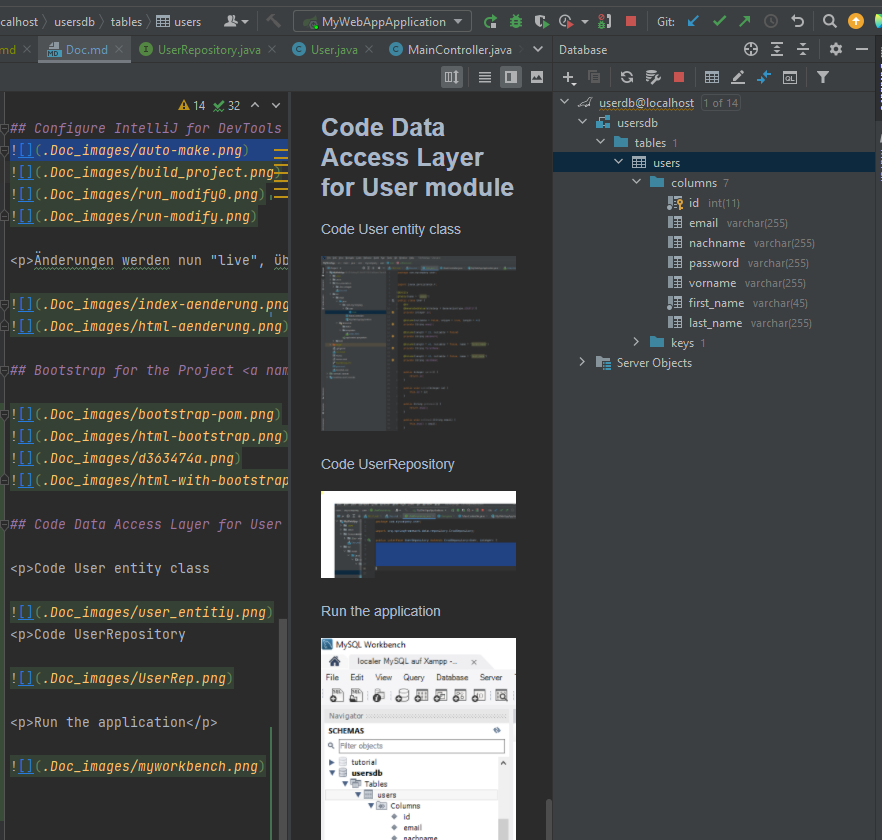 calhost
usersdb
tables
users
MyWebAppApplication
Git:
md
Doc.md
UserRepository.java
User.java
MainController.java
Database
14
32
## Configure IntelliJ for DevTools
![](.Doc_images/auto-make.png)
![](.Doc_images/build_project.png)
![](.Doc_images/run_modify0.png)
![](.Doc_images/run-modify.png)
<p>Änderungen werden nun "live", üb
![](.Doc_images/index-aenderung.png
![](.Doc_images/html-aenderung.png)
## Bootstrap for the Project <a nam
![](.Doc_images/bootstrap-pom.png)
![](.Doc_images/html-bootstrap.png)
![](.Doc_images/d363474a.png)
![](.Doc_images/html-with-bootstrap
## Code Data Access Layer for User
<p>Code User entity class
![](.Doc_images/user_entitiy.png)
<p>Code UserRepository
![](.Doc_images/UserRep.png)
<p>Run the application</p>
![](.Doc_images/myworkbench.png)
Code Data
Access Layer
for User module
Code User entity class
Code UserRepository
Run the application
MySQL Workbench
localer MySQL auf Xampp -...
File Edit View Query Database Server
Navigator
SCHEMAS
Filter objects
tutorial
usersdb
Tables
users
Columns
id
email
nachname
userdb@localhost 1 of 14
usersdb
tables 1
users
columns 7
id int(11)
email varchar(255)
nachname varchar(255)
password varchar(255)
vorname varchar(255)
first_name varchar(45)
last_name varchar(255)
keys 1
Server Objects